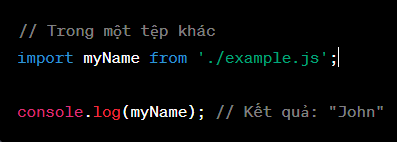 // Trong một tệp khác
import myName from './example.js';
console.log(myName); // Kết quả: "John"